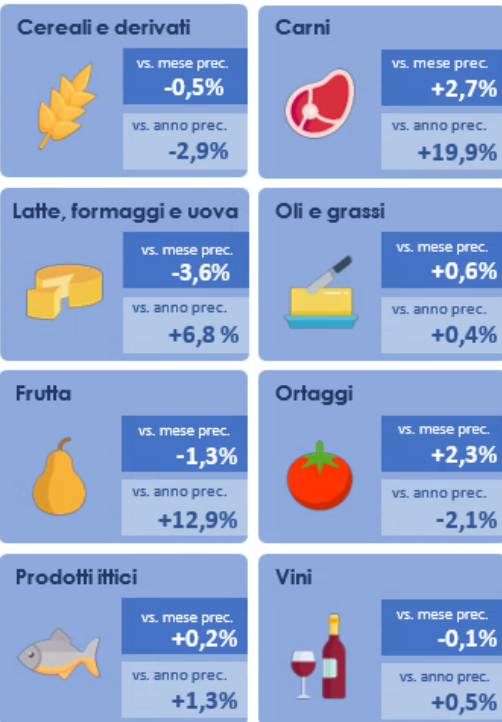 Cereali e derivati
vs. mese prec.
-0,5%
vs. anno prec.
-2,9%
Carni
vs. mese prec.
+2,7%
vs. anno prec.
+19,9%
Latte, formaggi e uova
vs. mese prec.
-3,6%
vs. anno prec.
+6,8 %
Oli e grassi
vs. mese prec.
+0,6%
vs. anno prec.
+0,4%
Frutta
vs. mese prec.
-1,3%
vs. anno prec.
+12,9%
Ortaggi
vs. mese prec.
+2,3%
vs. anno prec.
-2,1%
Prodotti ittici
vs. mese prec.
+0,2%
vs. anno prec.
+1,3%
Vini
vs. mese prec.
-0,1%
vs. anno prec.
+0,5%